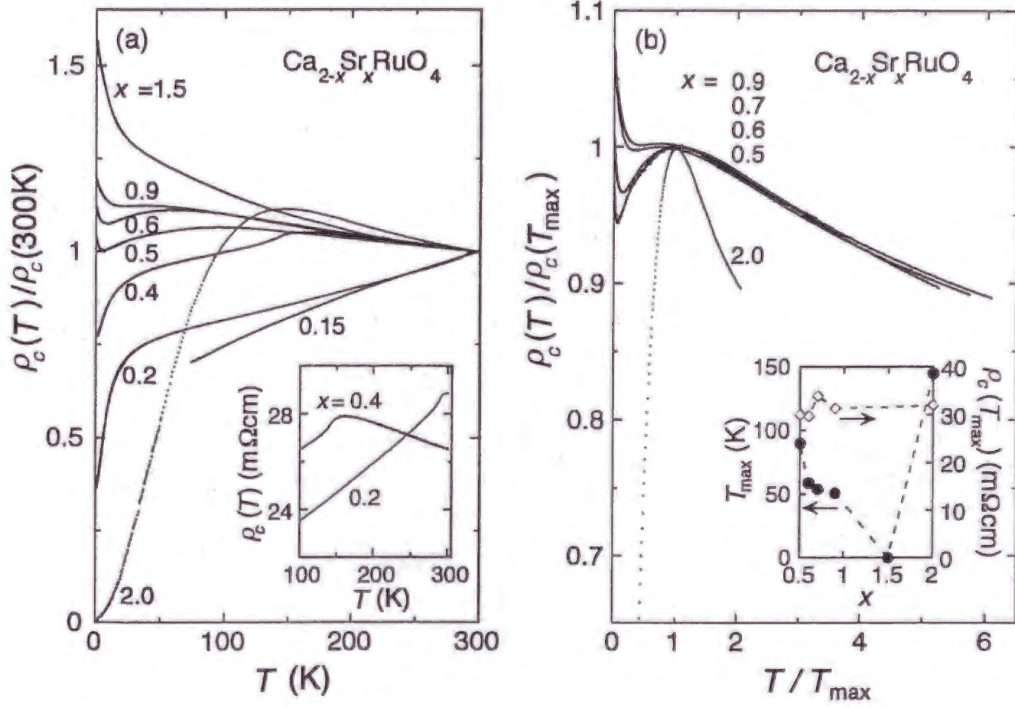 (a)
Ca2-xSrxRuO4
x =1.5
0.9
0.6
0.5
0.4
0.2
0.15
2.0
1.5
1
0.5
0
ρc(T)/ρc(300K)
0 100 200 300
T (K)
x=0.4
0.2
28
24
ρc(T) (mΩcm)
100 200 300
T (K)
(b)
Ca2-xSrxRuO4
x = 0.9
0.7
0.6
0.5
2.0
1.1
1
0.9
0.8
0.7
ρc(T)/ρc(Tmax)
0 2 4 6
T / Tmax
150
100
50
0
Tmax (K)
40
30
20
10
0
ρc(Tmax) (mΩcm)
0.5 1 1.5 2
x